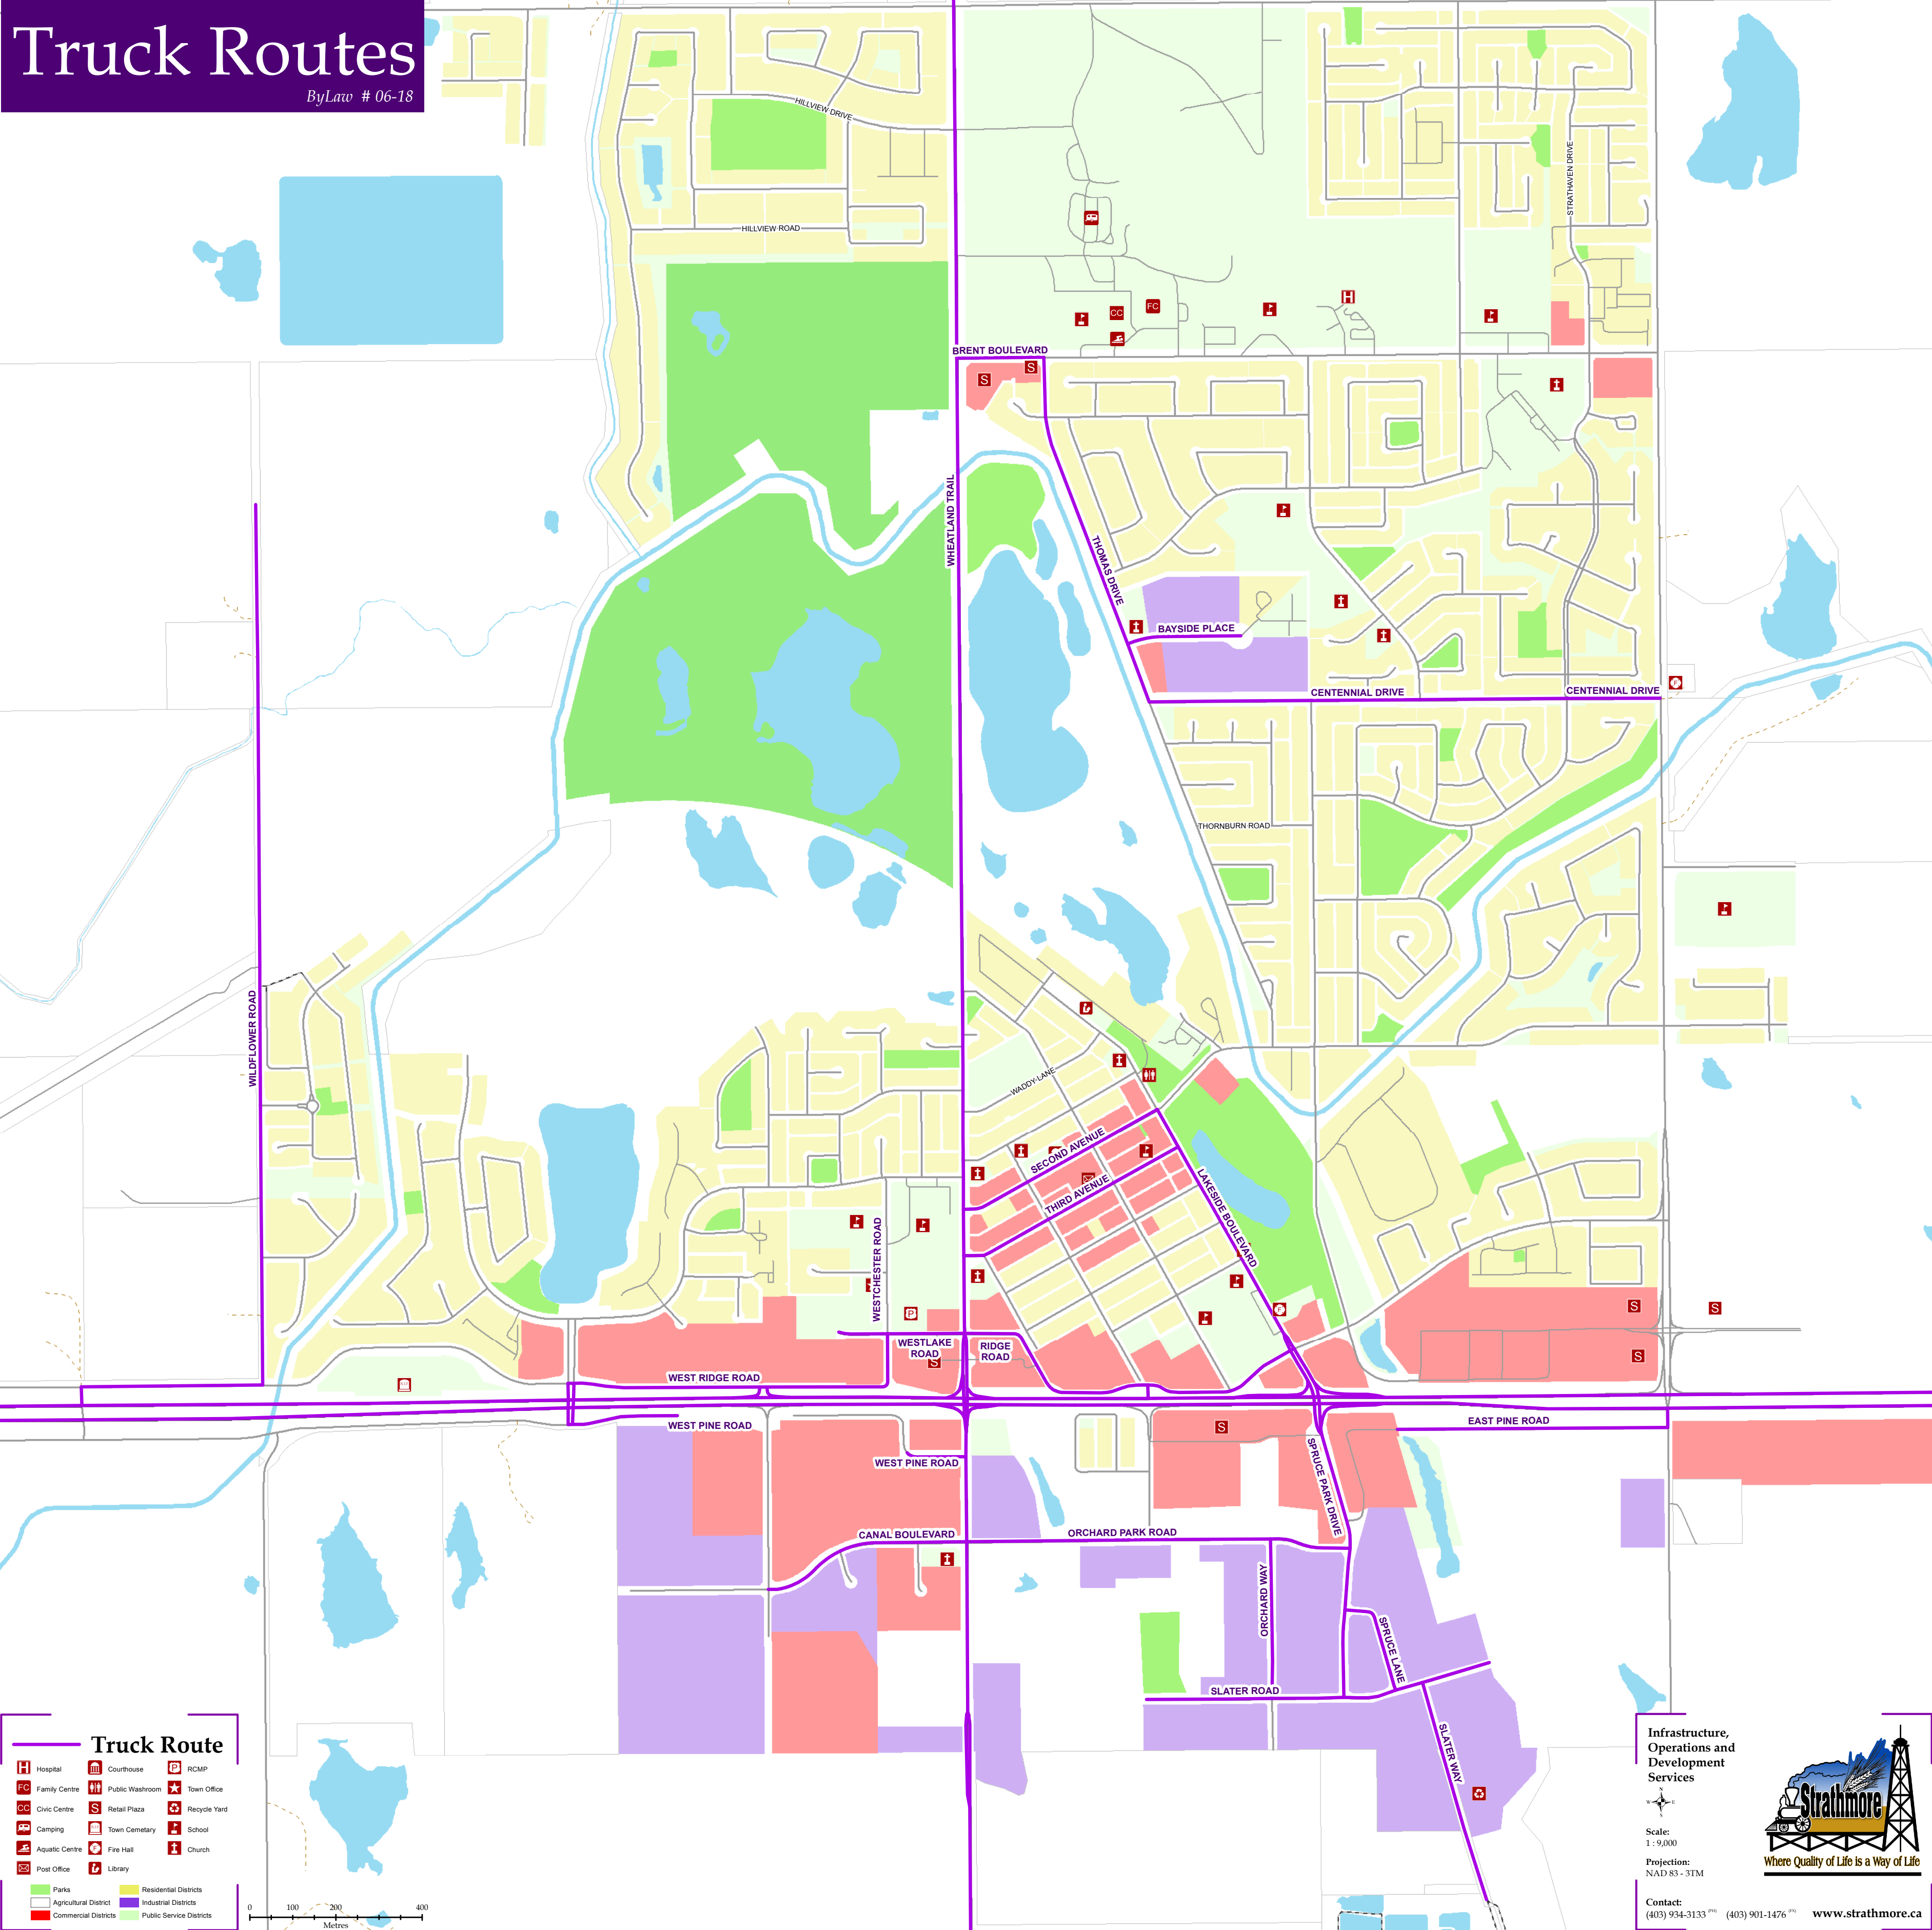 Truck Routes
ByLaw # 06-18
HILLVIEW DRIVE
STRATHAVEN DRIVE
HILLVIEW ROAD
H
FC
CC
BRENT BOULEVARD
S
S
WHEATLAND TRAIL
THOMAS DRIVE
BAYSIDE PLACE
CENTENNIAL DRIVE
CENTENNIAL DRIVE
F
THORNBURN ROAD
WILDFLOWER ROAD
WADDY LANE
SECOND AVENUE
THIRD AVENUE
LAKESIDE BOULEVARD
WESTCHESTER ROAD
P
F
S
S
WESTLAKE
ROAD
RIDGE
ROAD
S
S
WEST RIDGE ROAD
WEST PINE ROAD
EAST PINE ROAD
S
WEST PINE ROAD
SPRUCE PARK DRIVE
CANAL BOULEVARD
ORCHARD PARK ROAD
ORCHARD WAY
SPRUCE LANE
SLATER ROAD
SLATER WAY
Truck Route
H Hospital
Courthouse
P RCMP
FC Family Centre
Public Washroom
Town Office
CC Civic Centre
S Retail Plaza
Recycle Yard
Camping
Town Cemetary
School
Aquatic Centre
F Fire Hall
Church
Post Office
Library
Parks
Residential Districts
Agricultural District
Industrial Districts
Commercial Districts
Public Service Districts
0 100 200 400
Metres
Infrastructure,
Operations and
Development
Services
N
W E
S
Scale:
1 : 9,000
Projection:
NAD 83 - 3TM
Contact:
(403) 934-3133 (PH) (403) 901-1476 (FX)
Strathmore
Where Quality of Life is a Way of Life
www.strathmore.ca